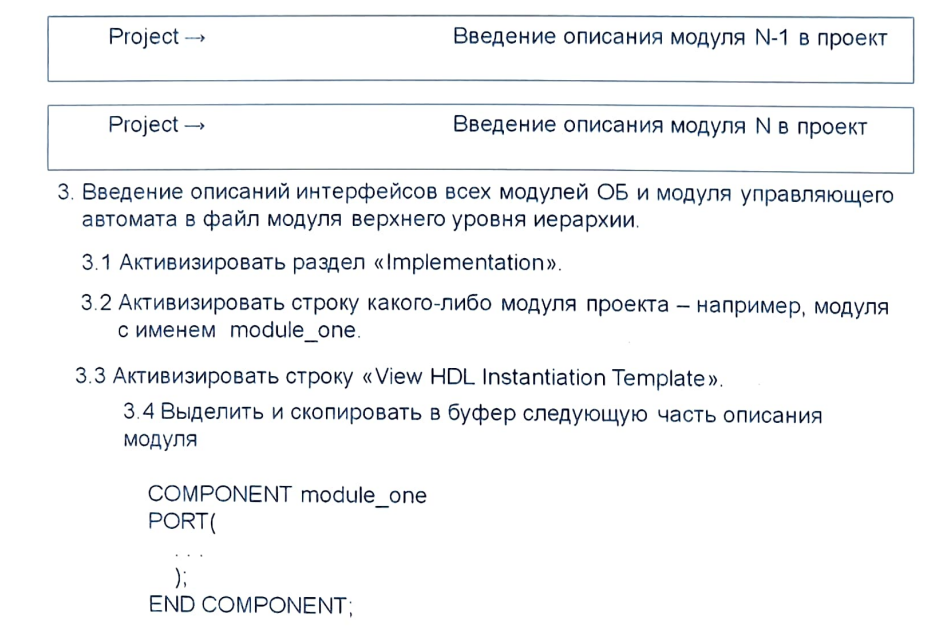 Project → Введение описания модуля N-1 в проект
Project → Введение описания модуля N в проект
3. Введение описаний интерфейсов всех модулей ОБ и модуля управляющего
автомата в файл модуля верхнего уровня иерархии.
3.1 Активизировать раздел «Implementation».
3.2 Активизировать строку какого-либо модуля проекта – например, модуля
с именем module_one.
3.3 Активизировать строку «View HDL Instantiation Template».
3.4 Выделить и скопировать в буфер следующую часть описания
модуля
COMPONENT module_one
PORT(
. . .
);
END COMPONENT;